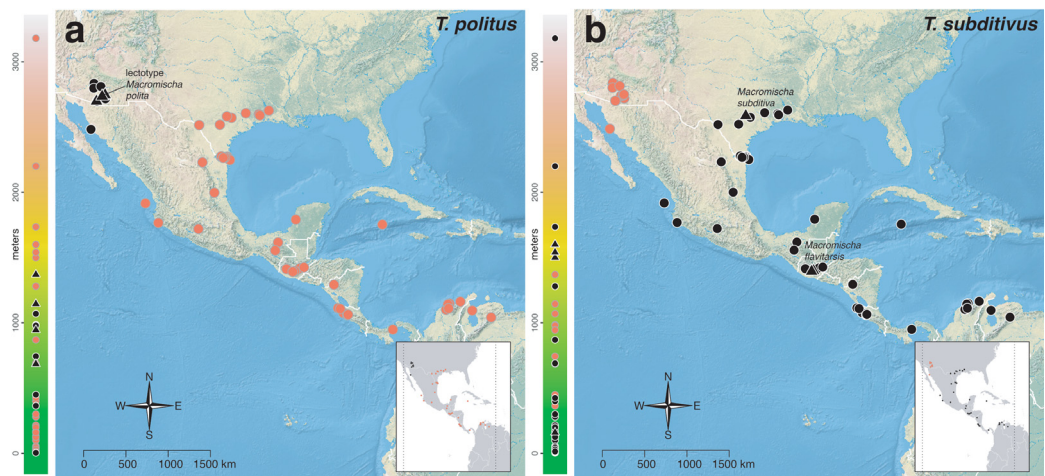 a
T. politus
lectotype
Macromischa
polita
3000
2000
meters
1000
0
N
W E
S
0 500 1000 1500 km
b
T. subditivus
Macromischa
subditiva
Macromischa
flavitarsis
3000
2000
meters
1000
0
N
W E
S
0 500 1000 1500 km